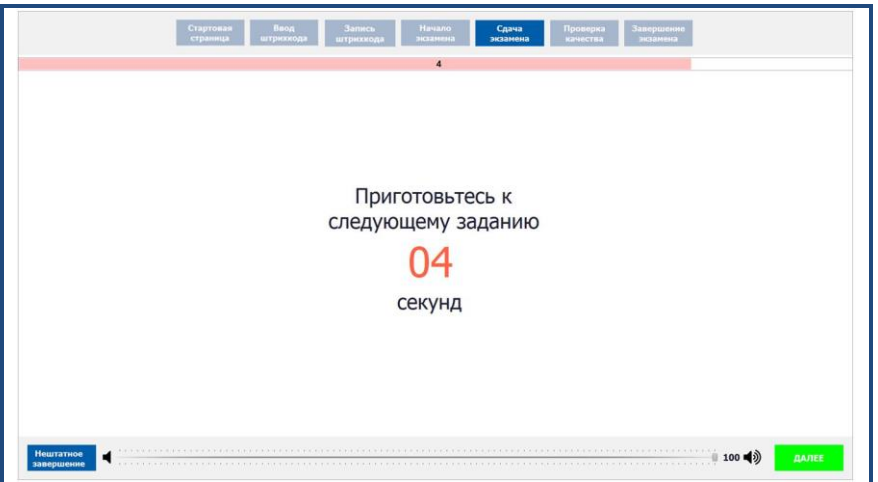 Стартовая
страница
Ввод
штрихкода
Запись
штрихкода
Начало
экзамена
Сдача
экзамена
Проверка
качества
Завершение
экзамена
4
Приготовьтесь к
следующему заданию
04
секунд
Нештатное
завершение
100
ДАЛЕЕ